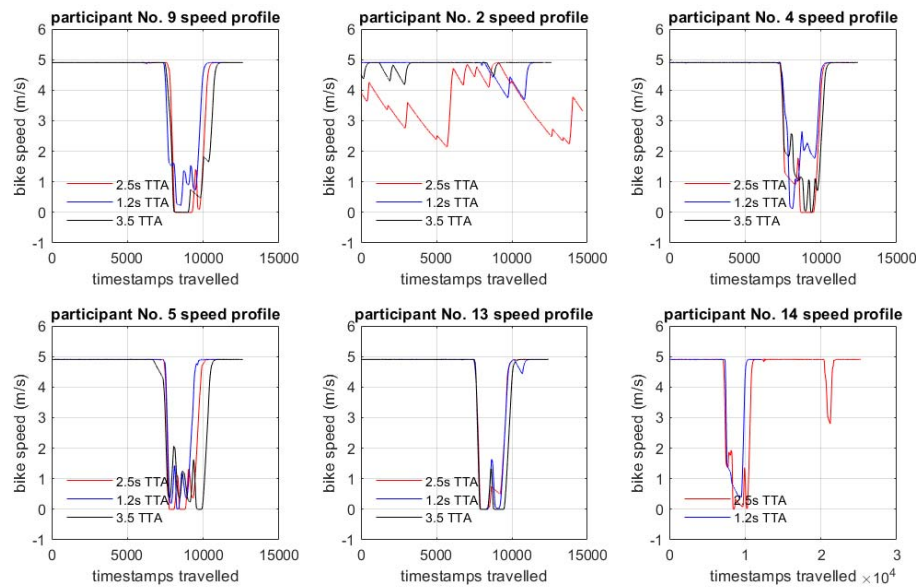 participant No. 9 speed profile
6
5
4
3
2
1
0
-1
bike speed (m/s)
2.5s TTA
1.2s TTA
3.5 TTA
0 5000 10000 15000
timestamps travelled
participant No. 2 speed profile
6
5
4
3
2
1
0
-1
bike speed (m/s)
2.5s TTA
1.2s TTA
3.5 TTA
0 5000 10000 15000
timestamps travelled
participant No. 4 speed profile
6
5
4
3
2
1
0
-1
bike speed (m/s)
2.5s TTA
1.2s TTA
3.5 TTA
0 5000 10000 15000
timestamps travelled
participant No. 5 speed profile
6
5
4
3
2
1
0
-1
bike speed (m/s)
2.5s TTA
1.2s TTA
3.5 TTA
0 5000 10000 15000
timestamps travelled
participant No. 13 speed profile
6
5
4
3
2
1
0
-1
bike speed (m/s)
2.5s TTA
1.2s TTA
3.5 TTA
0 5000 10000 15000
timestamps travelled
participant No. 14 speed profile
6
5
4
3
2
1
0
-1
bike speed (m/s)
2.5s TTA
1.2s TTA
0 1 2 3
timestamps travelled ×10⁴